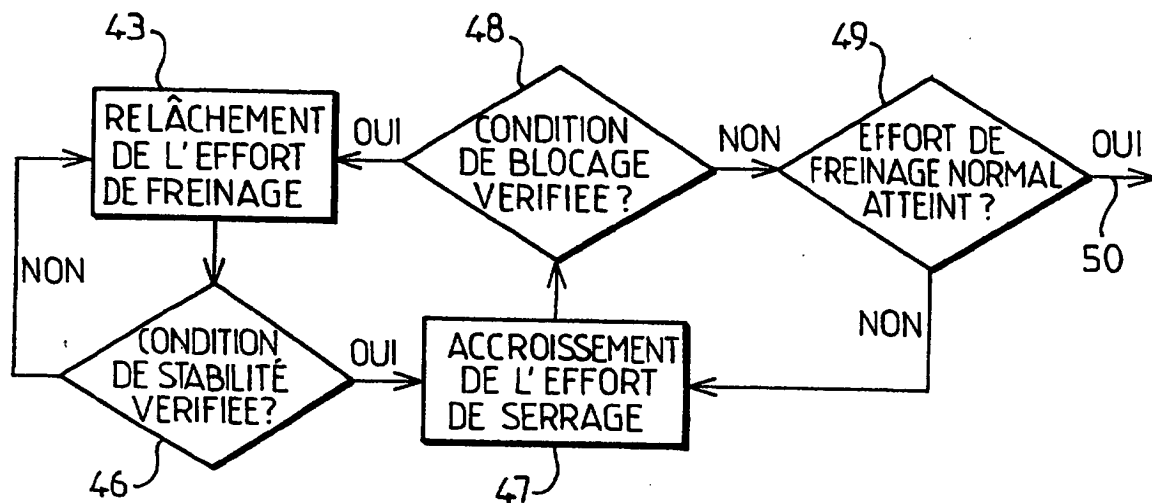 43
RELÂCHEMENT
DE L'EFFORT
DE FREINAGE
OUI
48
CONDITION
DE BLOCAGE
VERIFIEE ?
NON
49
EFFORT DE
FREINAGE NORMAL
ATTEINT ?
OUI
50
NON
NON
CONDITION
DE STABILITÉ
VERIFIEE?
46
OUI
ACCROISSEMENT
DE L'EFFORT
DE SERRAGE
47